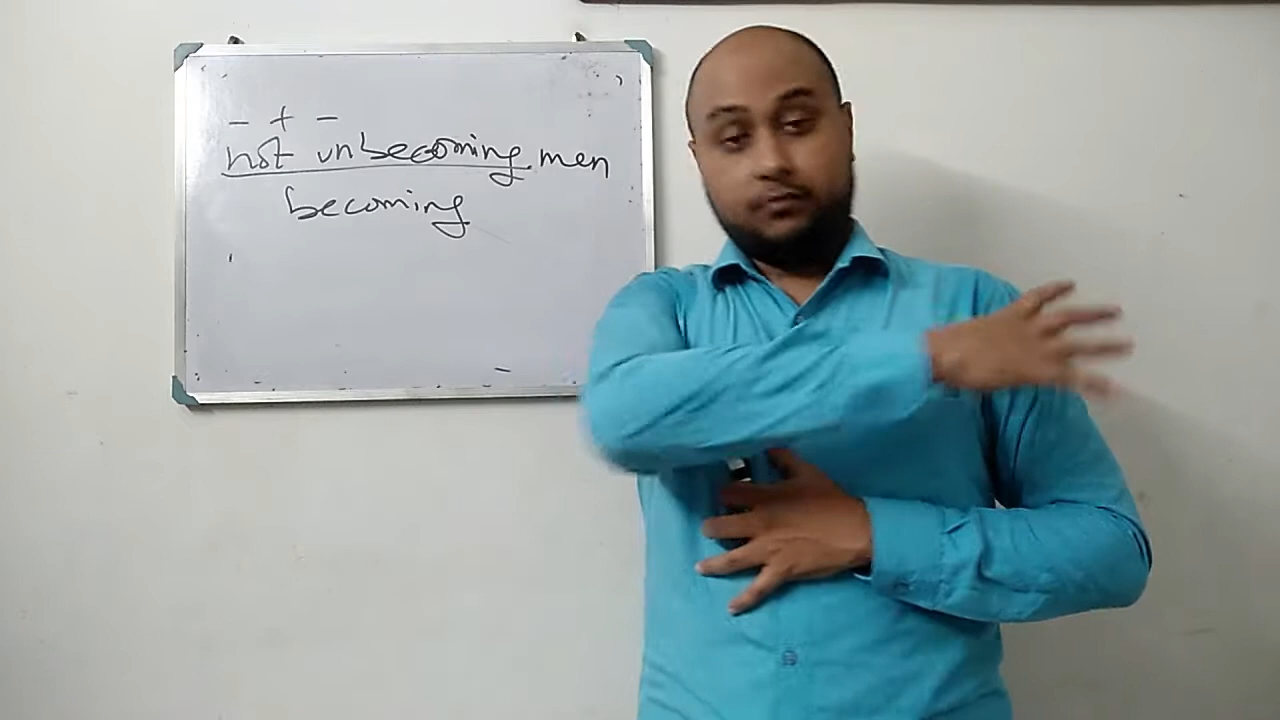 - + -
not unbecoming men
becoming